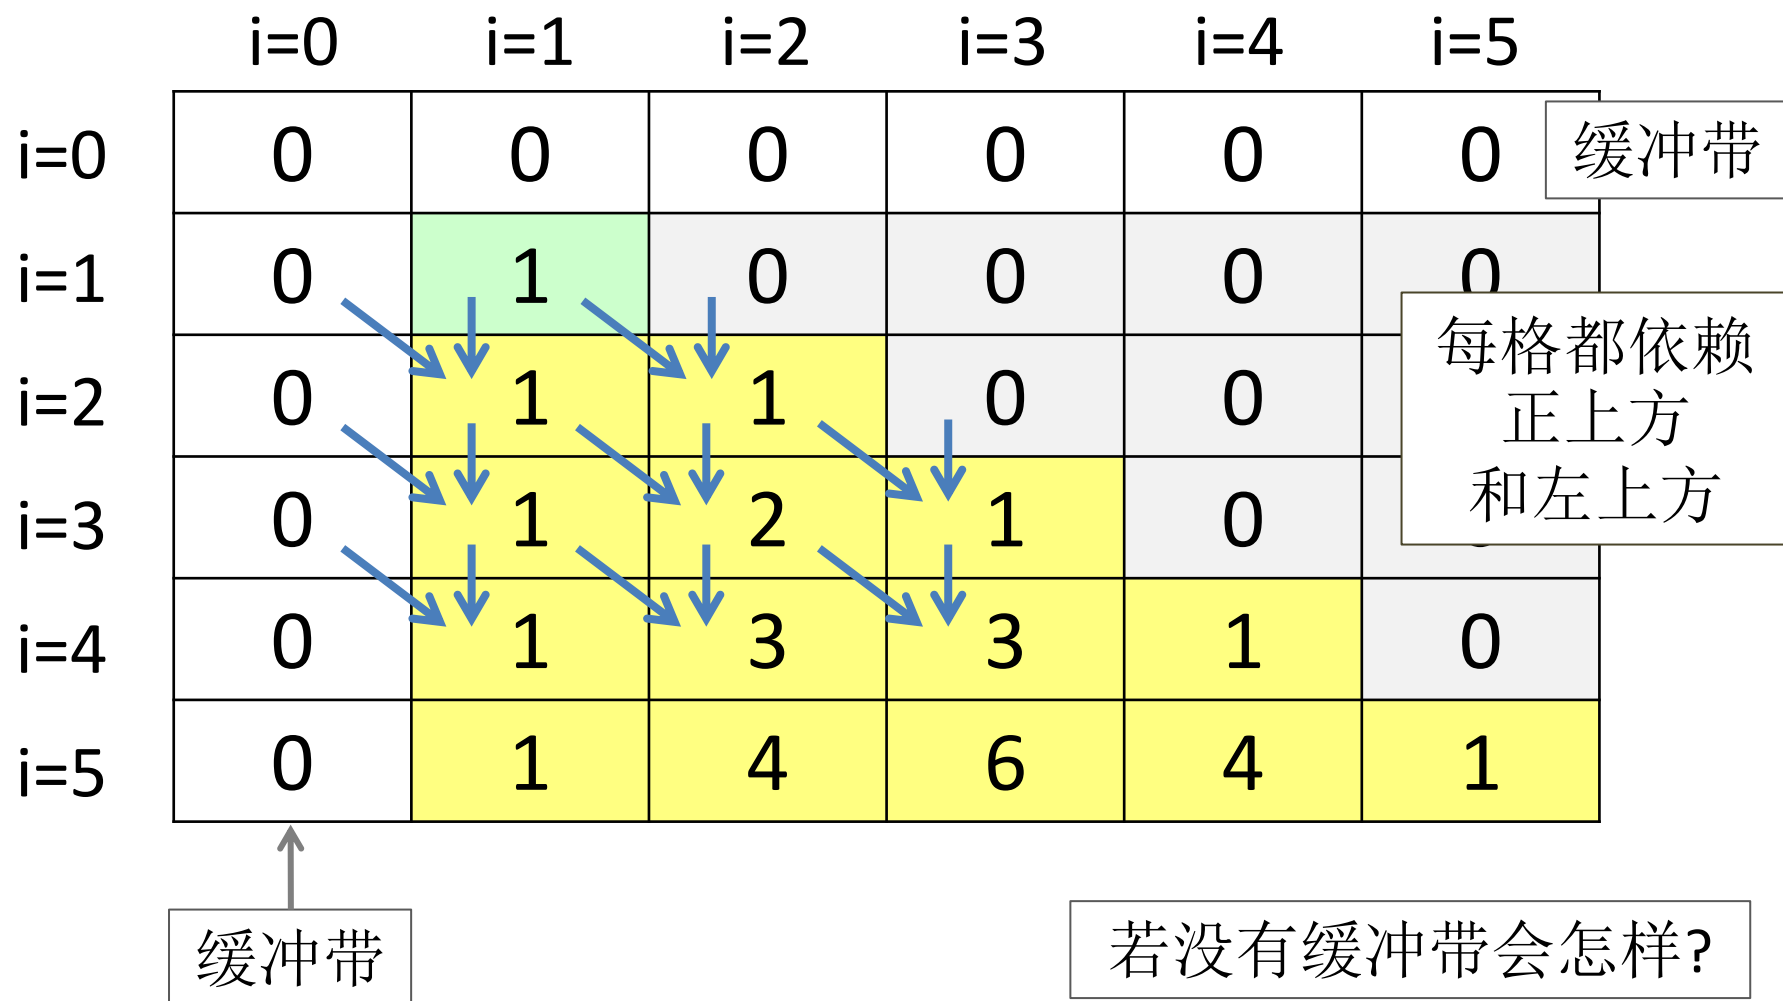 i=0 i=1 i=2 i=3 i=4 i=5
i=0 0 0 0 0 0 0 缓冲带
i=1 0 1 0 0 0 0
i=2 0 1 1 0 0
i=3 0 1 2 1 0
i=4 0 1 3 3 1 0
i=5 0 1 4 6 4 1
每格都依赖
正上方
和左上方
缓冲带
若没有缓冲带会怎样?